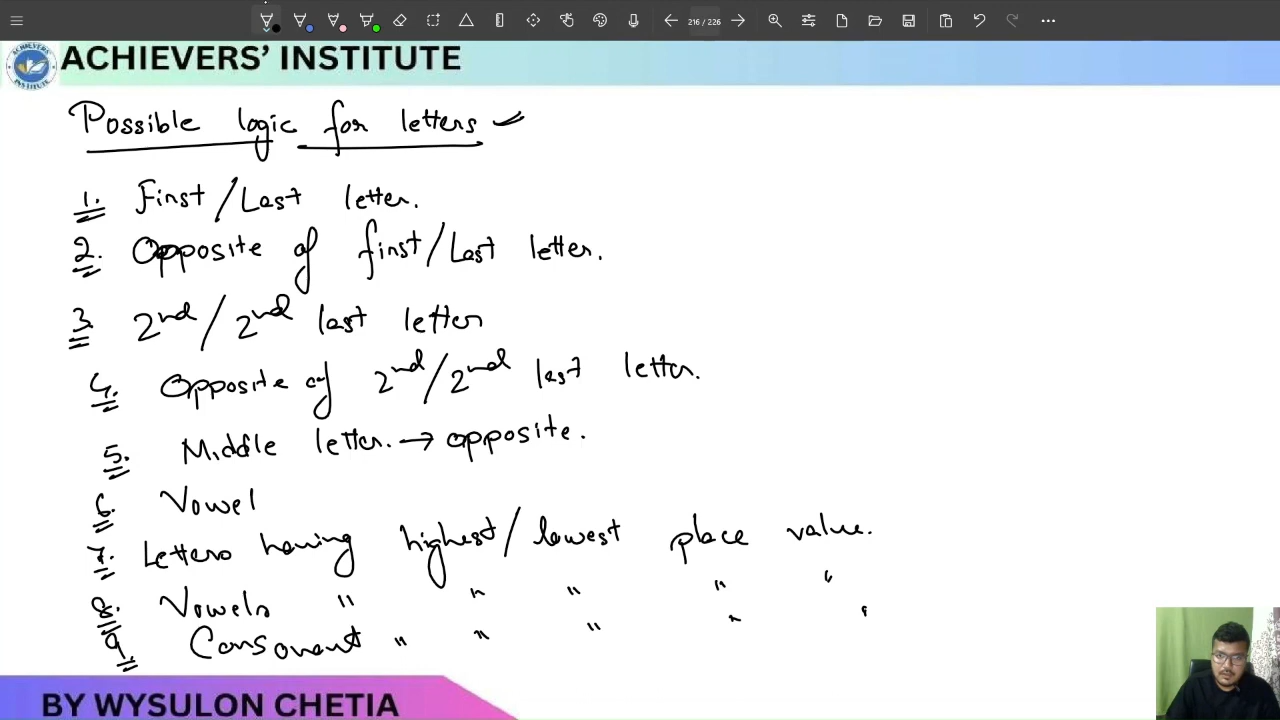 216 / 226
ACHIEVERS' INSTITUTE
Possible logic for letters
1. First/Last letter.
2. Opposite of first/Last letter.
3. 2nd/2nd last letter
4. Opposite of 2nd/2nd last letter.
5. Middle letter. → opposite.
6. Vowel
7. Letters having highest/lowest place value.
8. Vowels " " " " "
9. Consonant " " " " "
BY WYSULON CHETIA